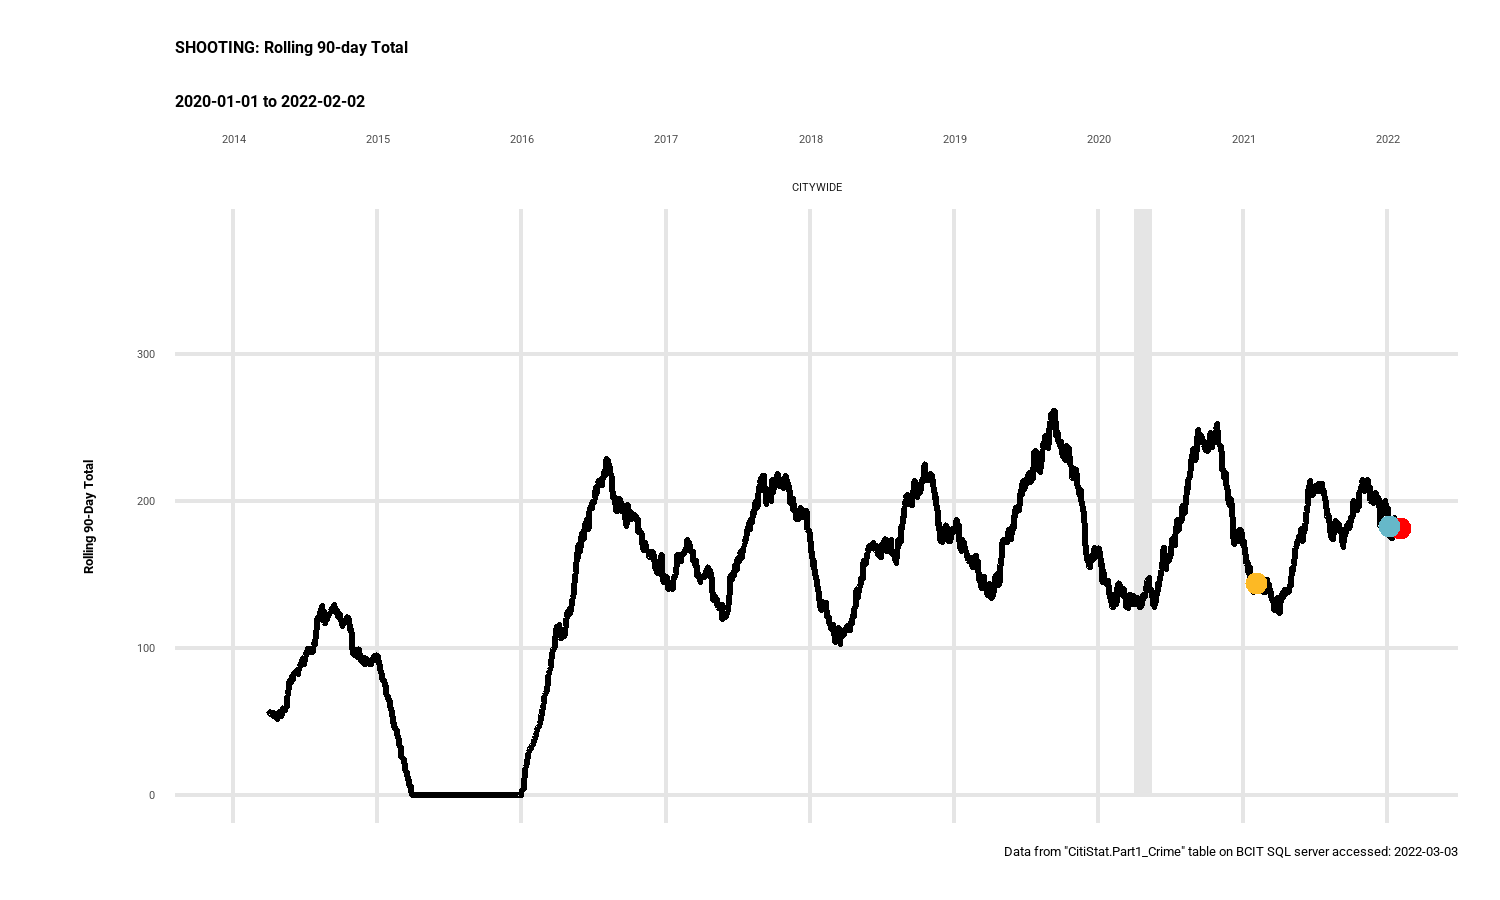 SHOOTING: Rolling 90-day Total
2020-01-01 to 2022-02-02
2014 2015 2016 2017 2018 2019 2020 2021 2022
CITYWIDE
300
200
100
0
Rolling 90-Day Total
Data from "CitiStat.Part1_Crime" table on BCIT SQL server accessed: 2022-03-03